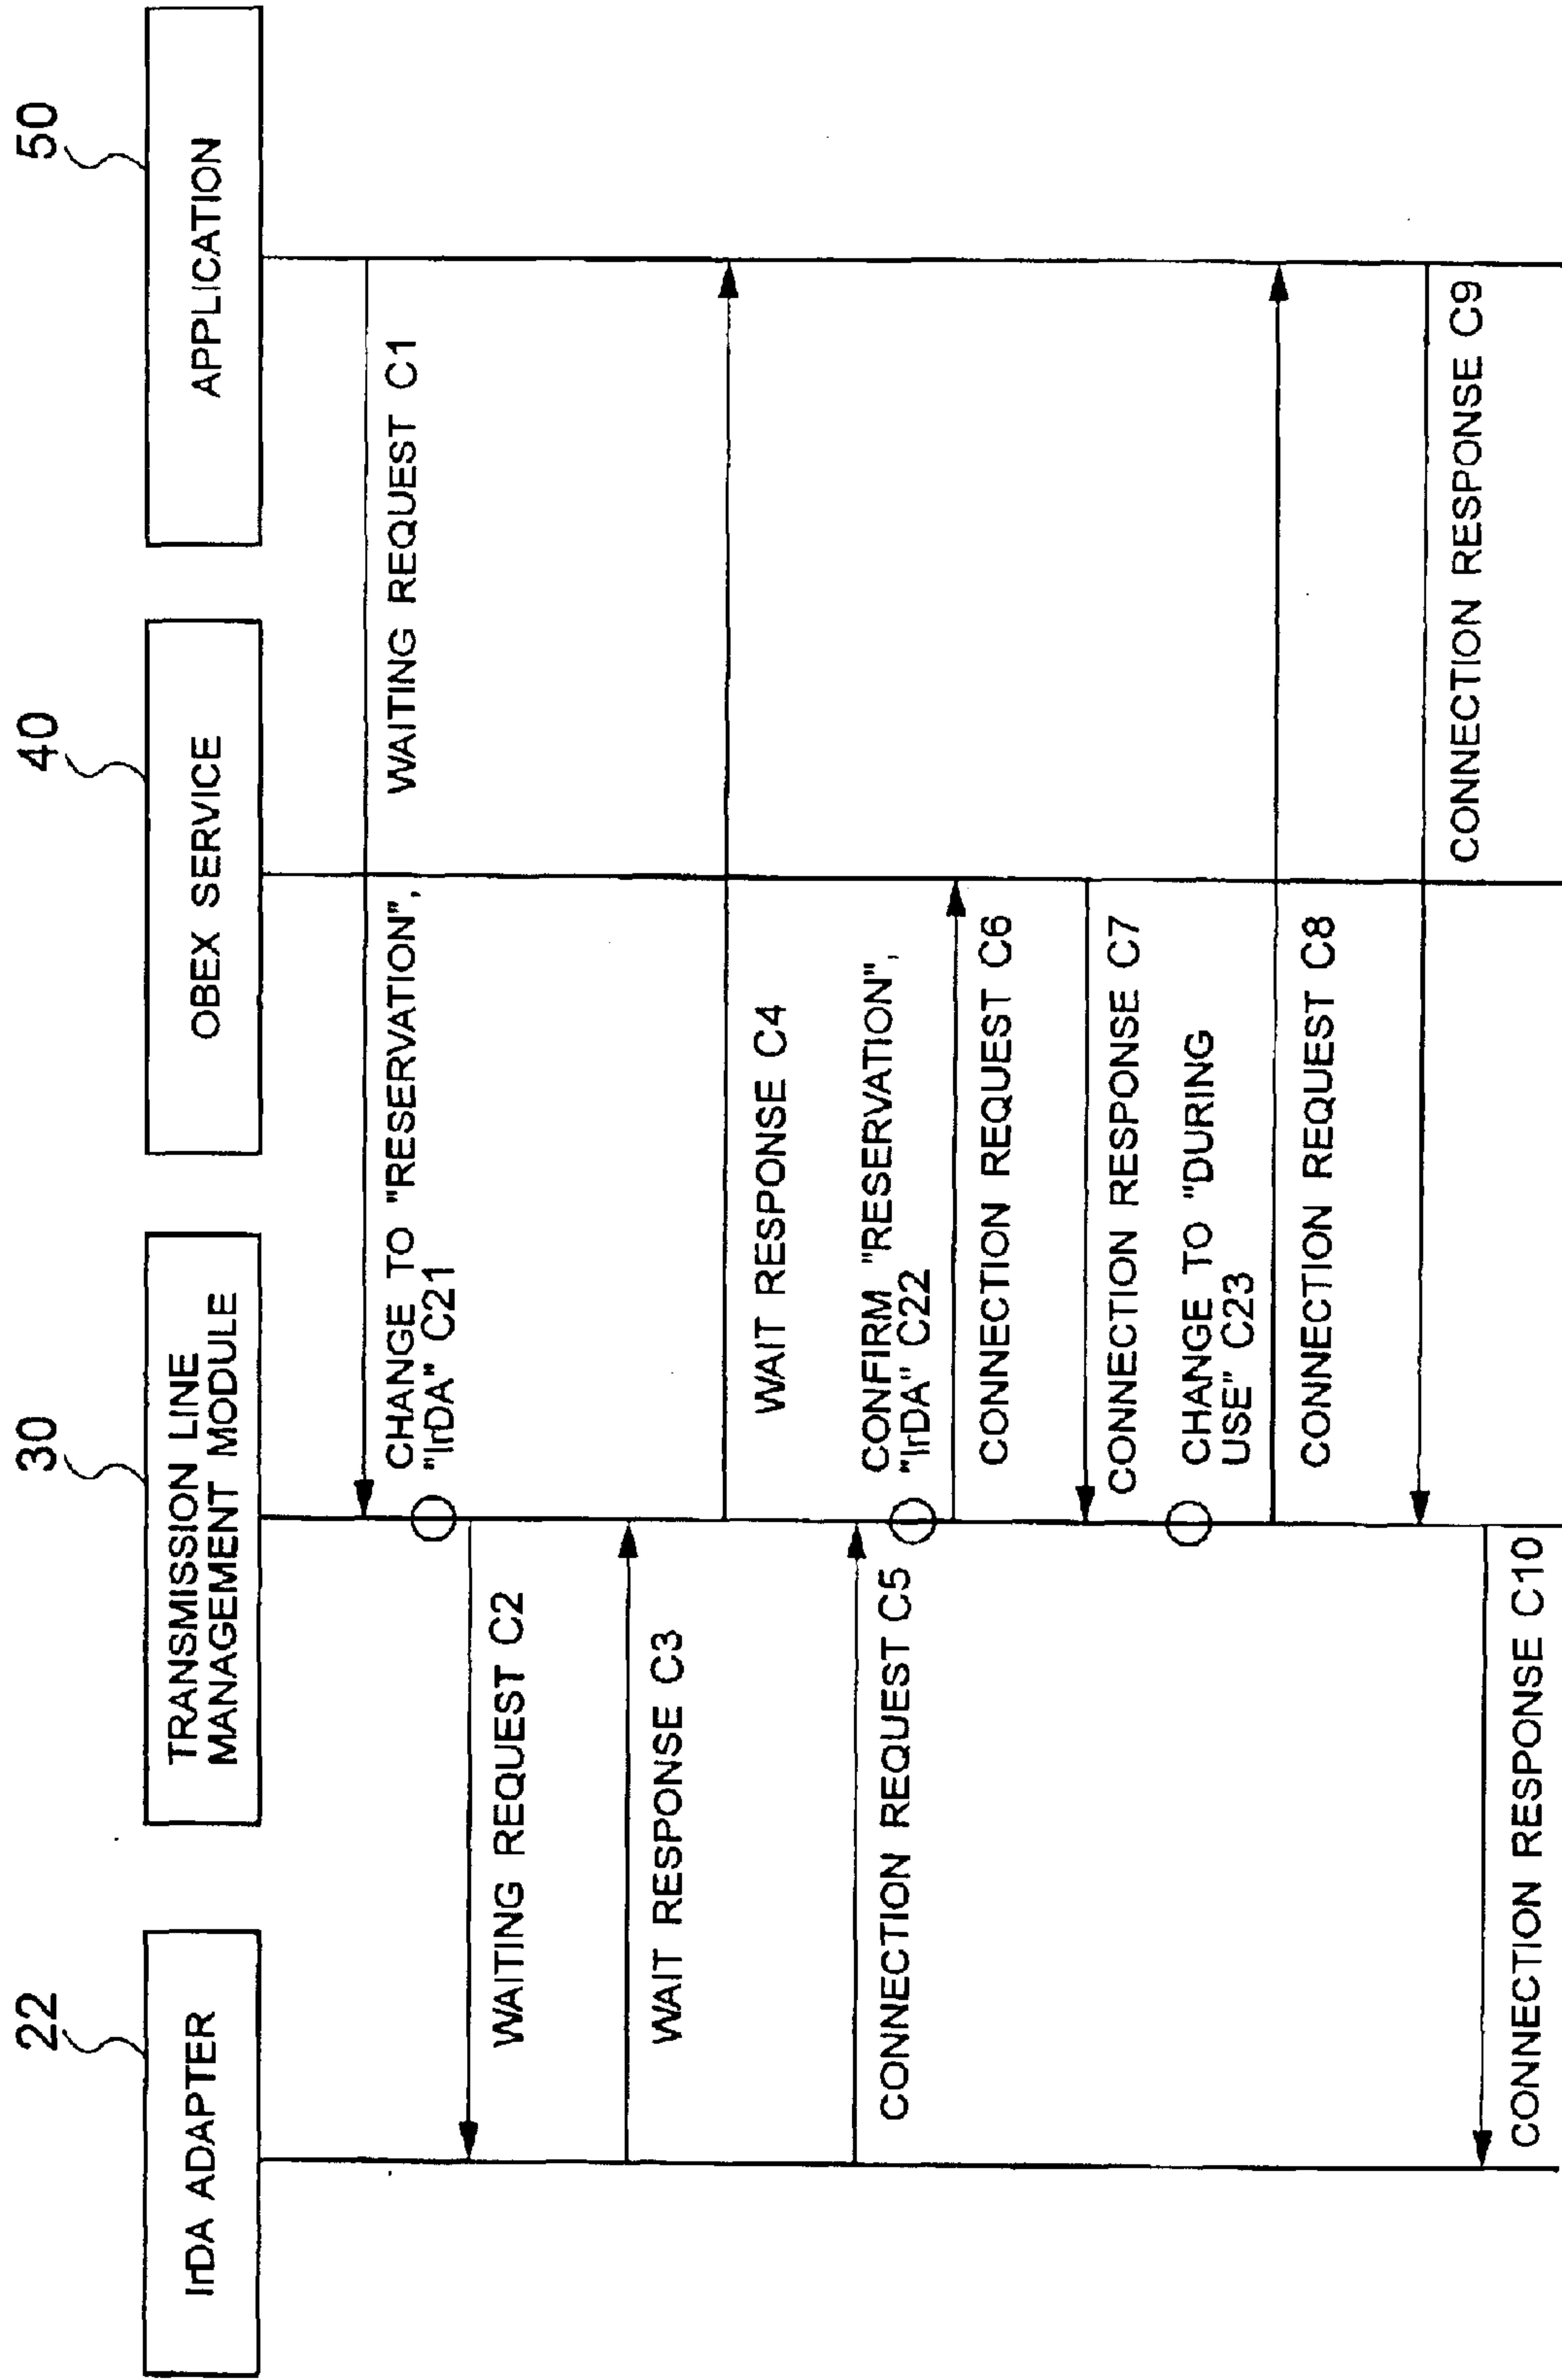 22
30
40
50
IrDA ADAPTER
TRANSMISSION LINE
MANAGEMENT MODULE
OBEX SERVICE
APPLICATION
WAITING REQUEST C1
CHANGE TO "RESERVATION",
"IrDA" C21
WAITING REQUEST C2
WAIT RESPONSE C3
WAIT RESPONSE C4
CONNECTION REQUEST C5
CONFIRM "RESERVATION",
"IrDA" C22
CONNECTION REQUEST C6
CONNECTION RESPONSE C7
CHANGE TO "DURING
USE" C23
CONNECTION REQUEST C8
CONNECTION RESPONSE C9
CONNECTION RESPONSE C10